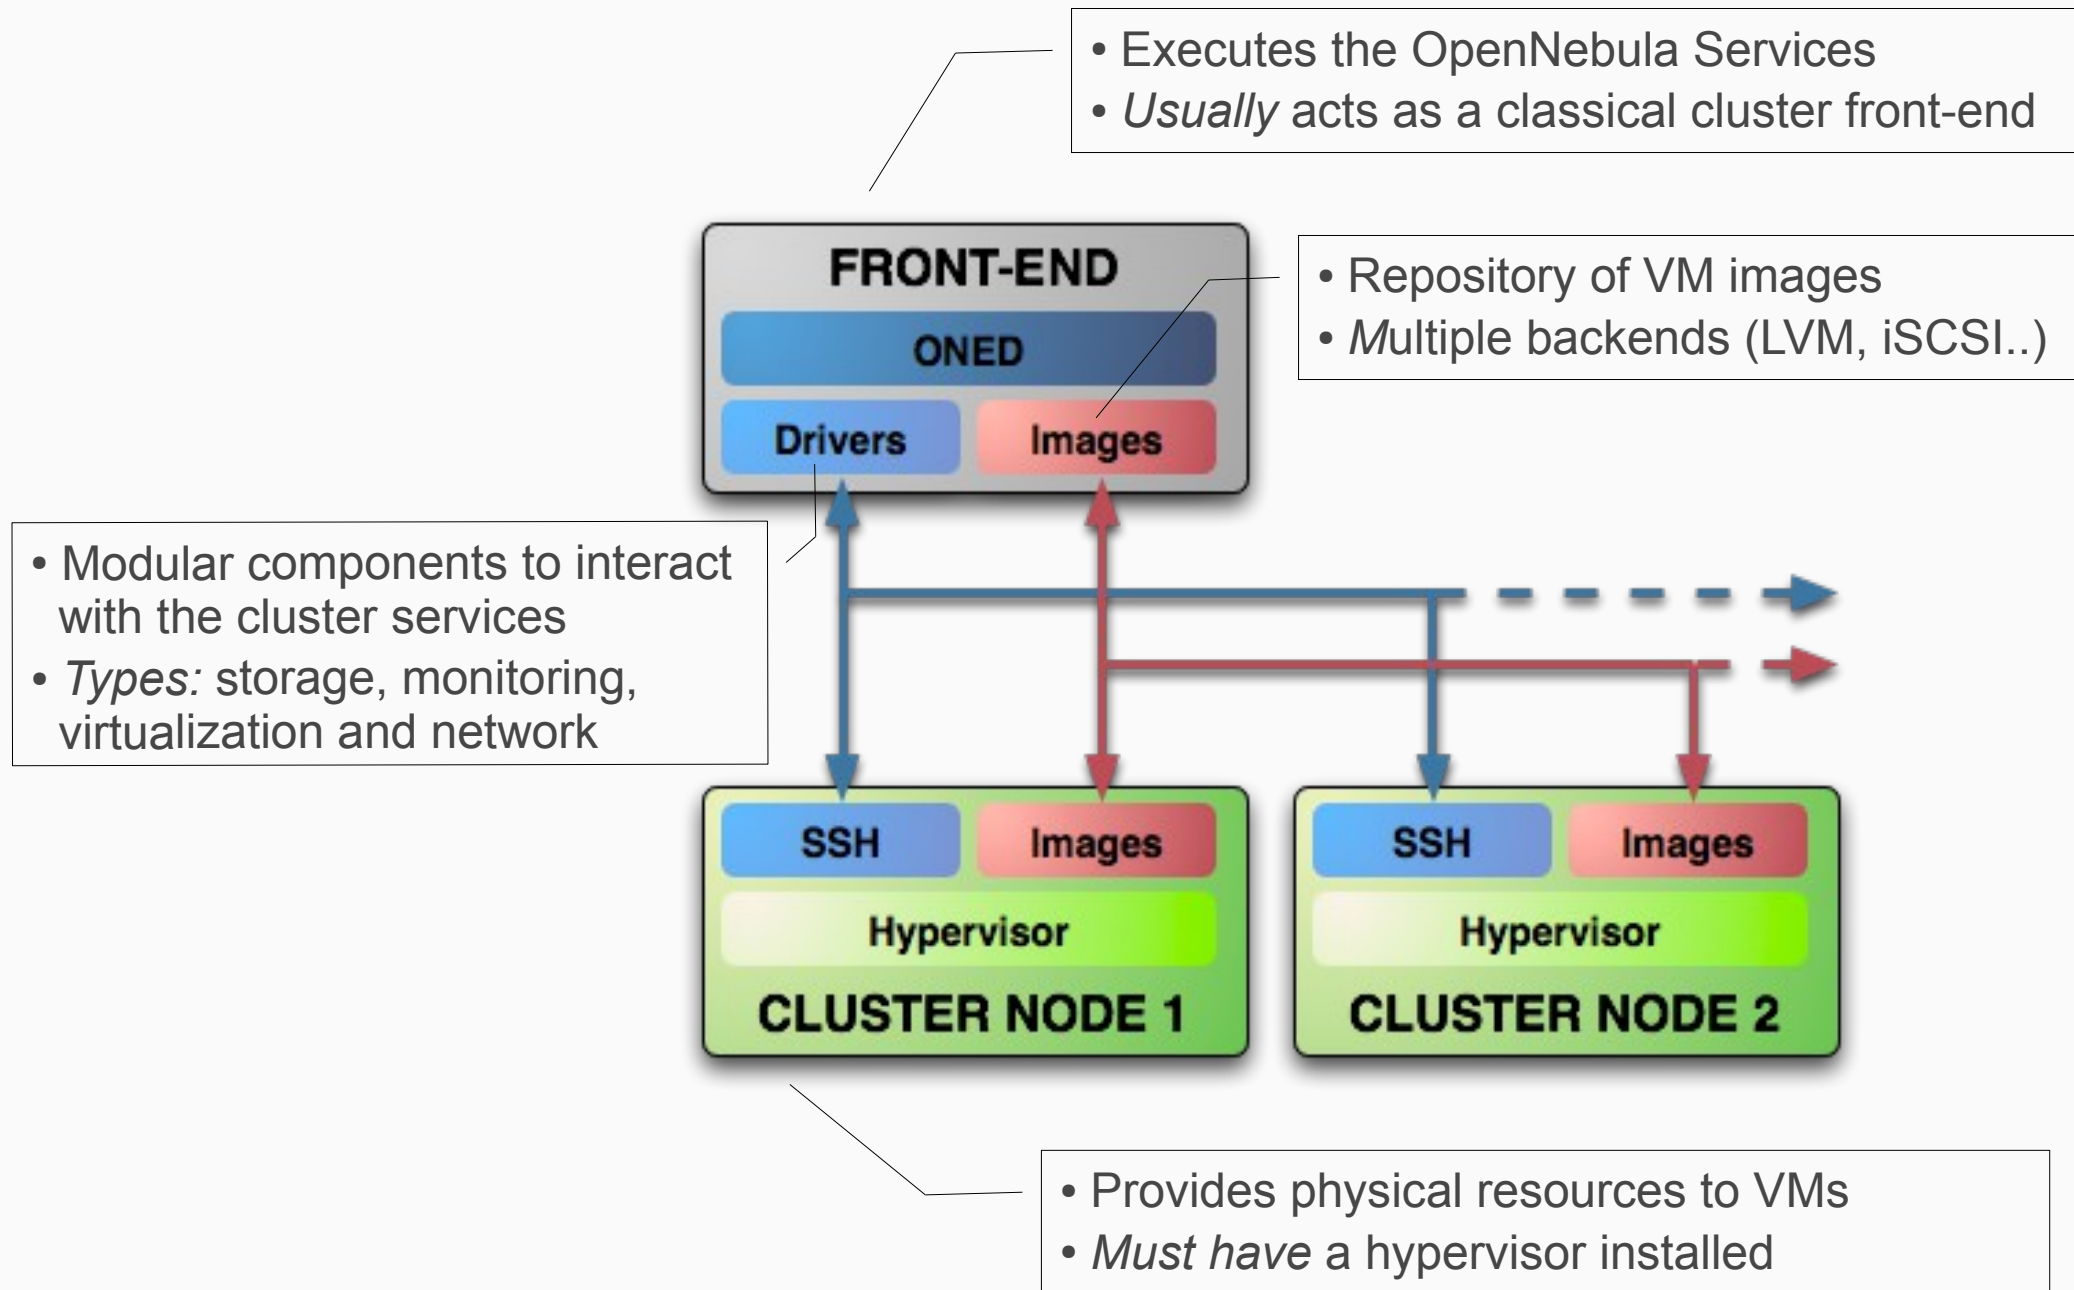 • Executes the OpenNebula Services
• Usually acts as a classical cluster front-end
FRONT-END
ONED
Drivers
Images
• Repository of VM images
• Multiple backends (LVM, iSCSI..)
• Modular components to interact
with the cluster services
• Types: storage, monitoring,
virtualization and network
SSH
Images
Hypervisor
CLUSTER NODE 1
SSH
Images
Hypervisor
CLUSTER NODE 2
• Provides physical resources to VMs
• Must have a hypervisor installed